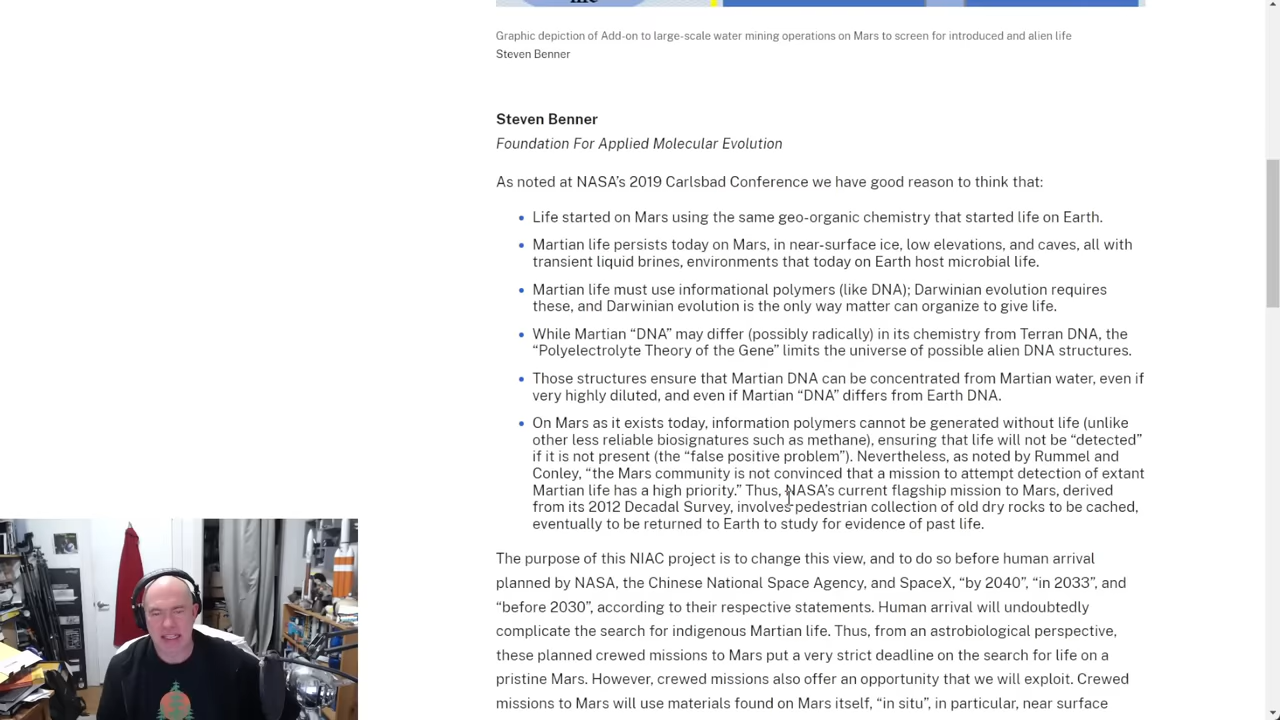 Graphic depiction of Add-on to large-scale water mining operations on Mars to screen for introduced and alien life
Steven Benner
Steven Benner
Foundation For Applied Molecular Evolution
As noted at NASA’s 2019 Carlsbad Conference we have good reason to think that:
• Life started on Mars using the same geo-organic chemistry that started life on Earth.
• Martian life persists today on Mars, in near-surface ice, low elevations, and caves, all with
transient liquid brines, environments that today on Earth host microbial life.
• Martian life must use informational polymers (like DNA); Darwinian evolution requires
these, and Darwinian evolution is the only way matter can organize to give life.
• While Martian “DNA” may differ (possibly radically) in its chemistry from Terran DNA, the
“Polyelectrolyte Theory of the Gene” limits the universe of possible alien DNA structures.
• Those structures ensure that Martian DNA can be concentrated from Martian water, even if
very highly diluted, and even if Martian “DNA” differs from Earth DNA.
• On Mars as it exists today, information polymers cannot be generated without life (unlike
other less reliable biosignatures such as methane), ensuring that life will not be “detected”
if it is not present (the “false positive problem”). Nevertheless, as noted by Rummel and
Conley, “the Mars community is not convinced that a mission to attempt detection of extant
Martian life has a high priority.” Thus, NASA’s current flagship mission to Mars, derived
from its 2012 Decadal Survey, involves pedestrian collection of old dry rocks to be cached,
eventually to be returned to Earth to study for evidence of past life.
The purpose of this NIAC project is to change this view, and to do so before human arrival
planned by NASA, the Chinese National Space Agency, and SpaceX, “by 2040”, “in 2033”, and
“before 2030”, according to their respective statements. Human arrival will undoubtedly
complicate the search for indigenous Martian life. Thus, from an astrobiological perspective,
these planned crewed missions to Mars put a very strict deadline on the search for life on a
pristine Mars. However, crewed missions also offer an opportunity that we will exploit. Crewed
missions to Mars will use materials found on Mars itself, “in situ”, in particular, near surface